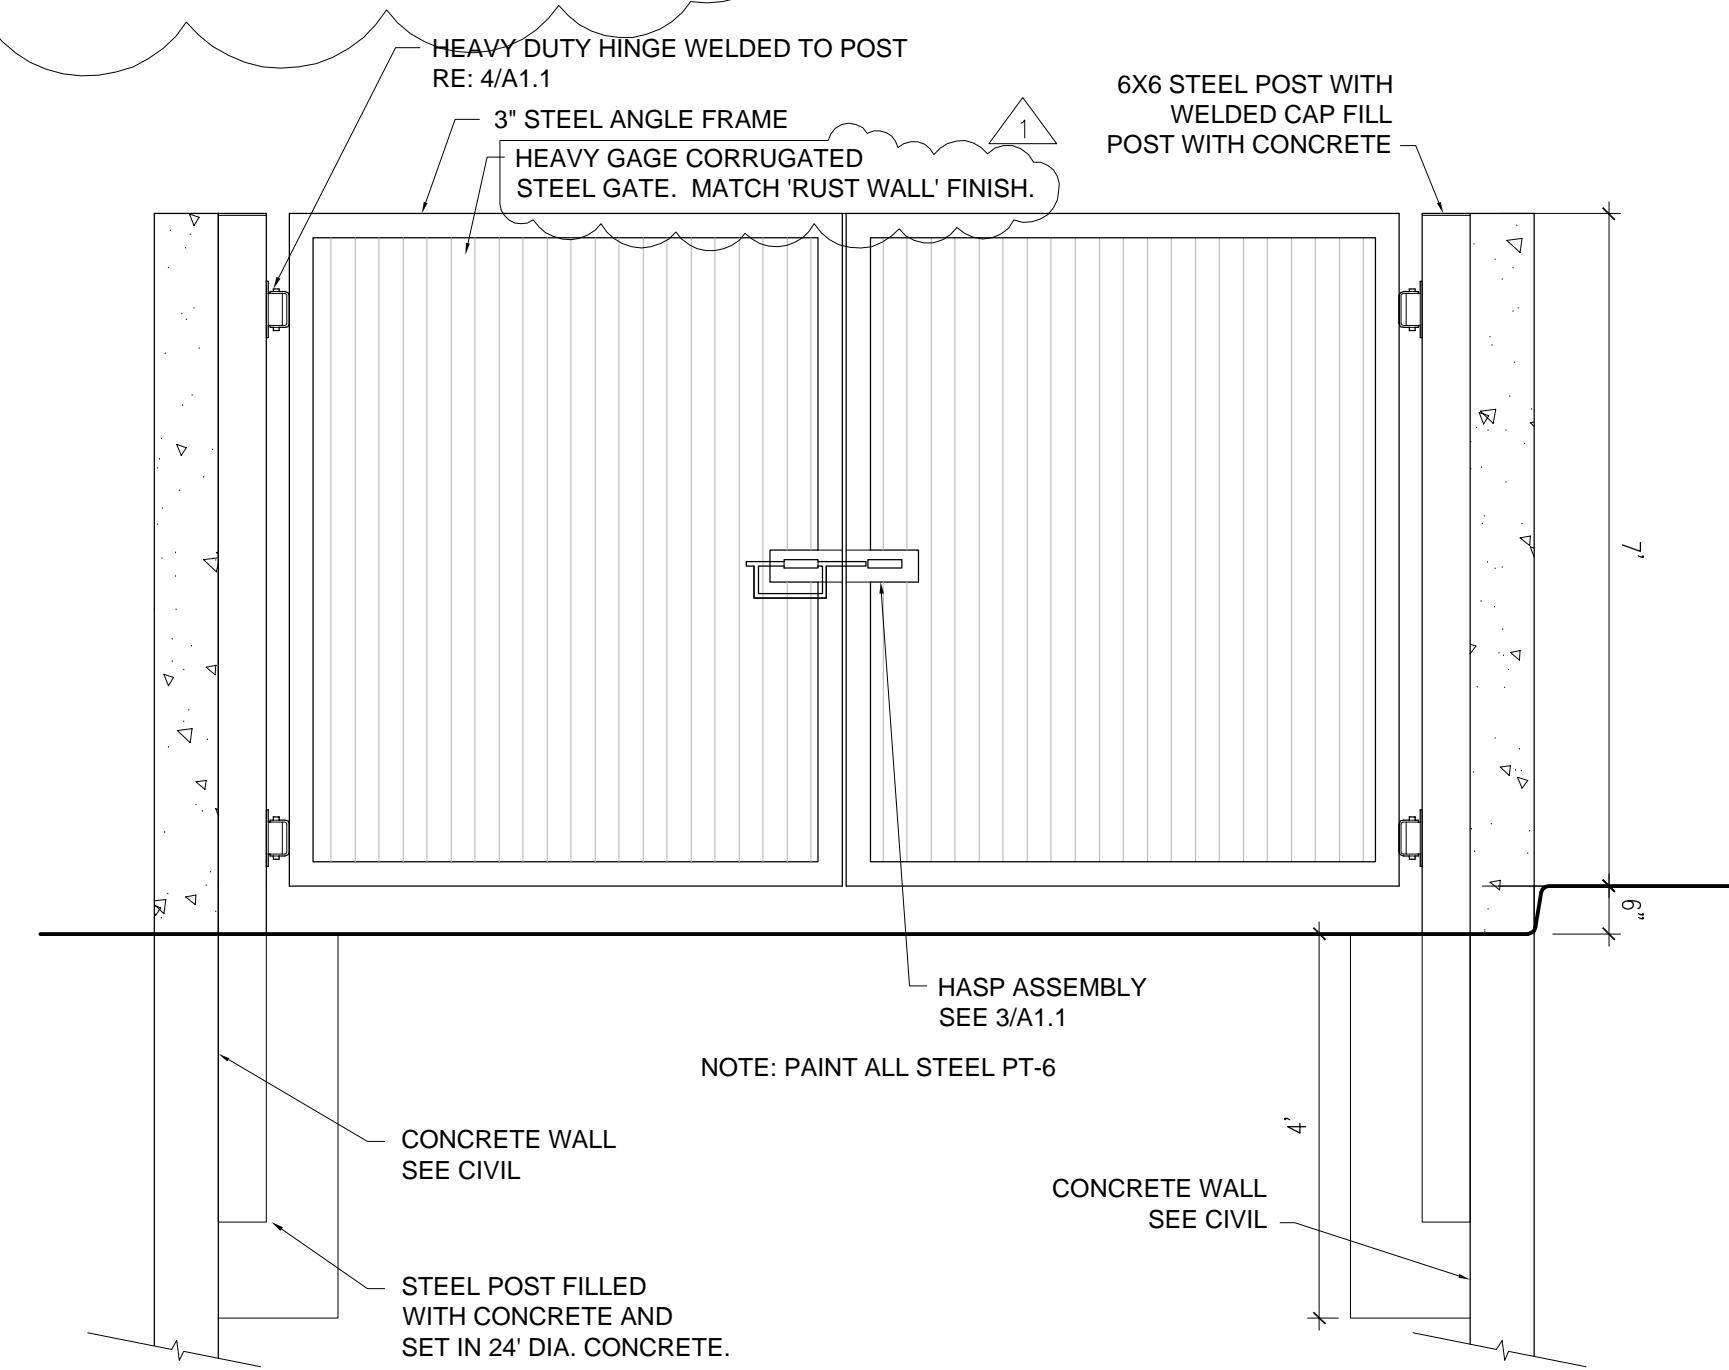 HEAVY DUTY HINGE WELDED TO POST
RE: 4/A1.1
3" STEEL ANGLE FRAME
HEAVY GAGE CORRUGATED
STEEL GATE. MATCH 'RUST WALL' FINISH.
1
6X6 STEEL POST WITH
WELDED CAP FILL
POST WITH CONCRETE
7'
6"
HASP ASSEMBLY
SEE 3/A1.1
NOTE: PAINT ALL STEEL PT-6
4'
CONCRETE WALL
SEE CIVIL
CONCRETE WALL
SEE CIVIL
STEEL POST FILLED
WITH CONCRETE AND
SET IN 24' DIA. CONCRETE.